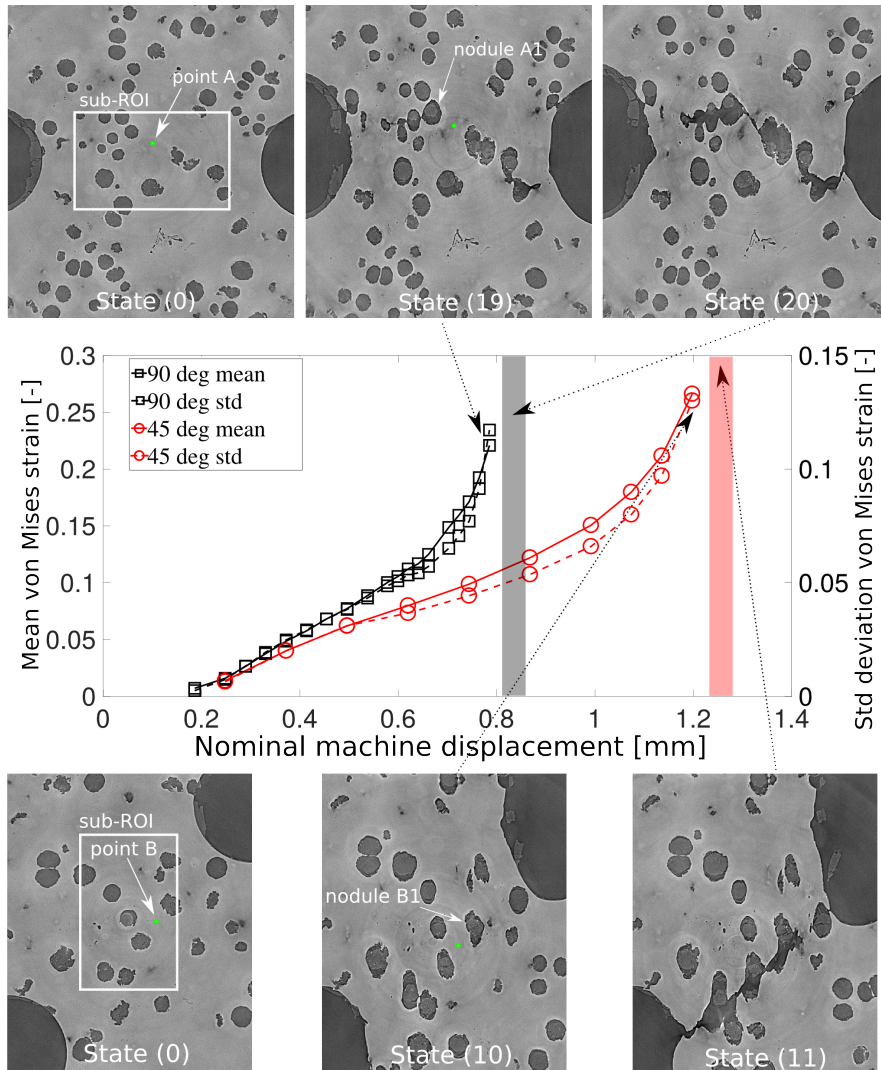 point A
sub-ROI
State (0)
nodule A1
State (19)
State (20)
Mean von Mises strain [-]
0.3
0.25
0.2
0.15
0.1
0.05
0
90 deg mean
90 deg std
45 deg mean
45 deg std
0.15
0.1
0.05
0
Std deviation von Mises strain [-]
0 0.2 0.4 0.6 0.8 1 1.2 1.4
Nominal machine displacement [mm]
sub-ROI
point B
State (0)
nodule B1
State (10)
State (11)